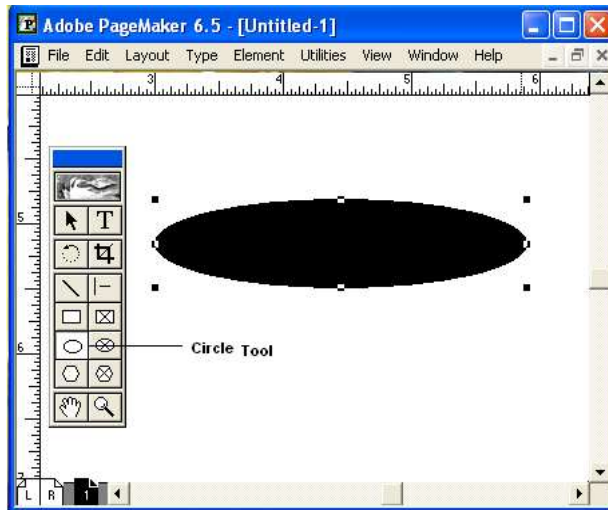 Adobe PageMaker 6.5 - [Untitled-1]
File Edit Layout Type Element Utilities View Window Help
3 4 5 6
T
5
Circle Tool
6
7
L R 1